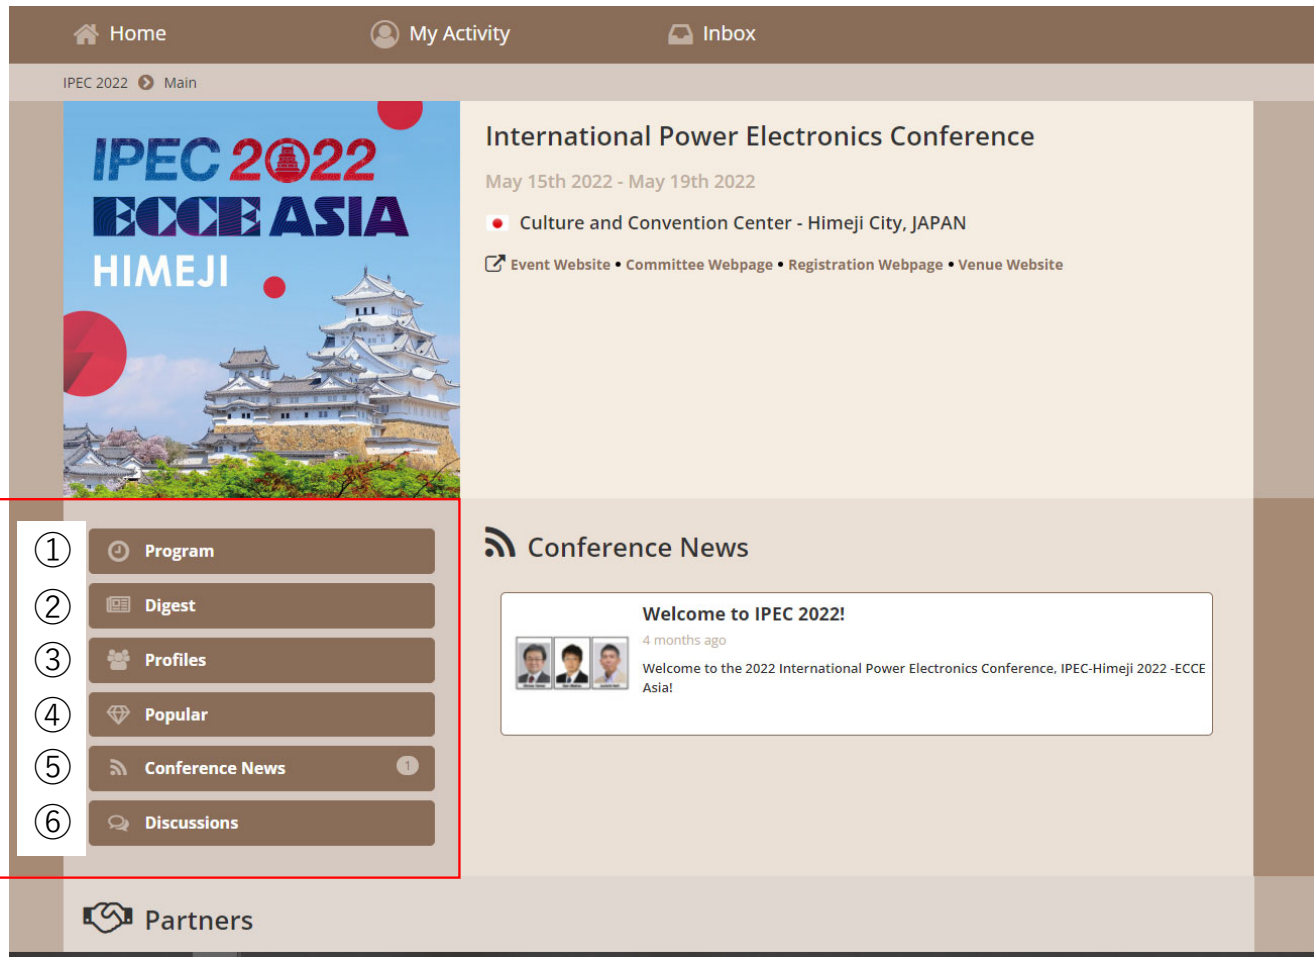 Home
My Activity
Inbox
IPEC 2022
Main
IPEC 2022
ECCE ASIA
HIMEJI
International Power Electronics Conference
May 15th 2022 - May 19th 2022
Culture and Convention Center - Himeji City, JAPAN
Event Website • Committee Webpage • Registration Webpage • Venue Website
① Program
② Digest
③ Profiles
④ Popular
⑤ Conference News 1
⑥ Discussions
Conference News
Welcome to IPEC 2022!
4 months ago
Welcome to the 2022 International Power Electronics Conference, IPEC-Himeji 2022 -ECCE
Asia!
Partners